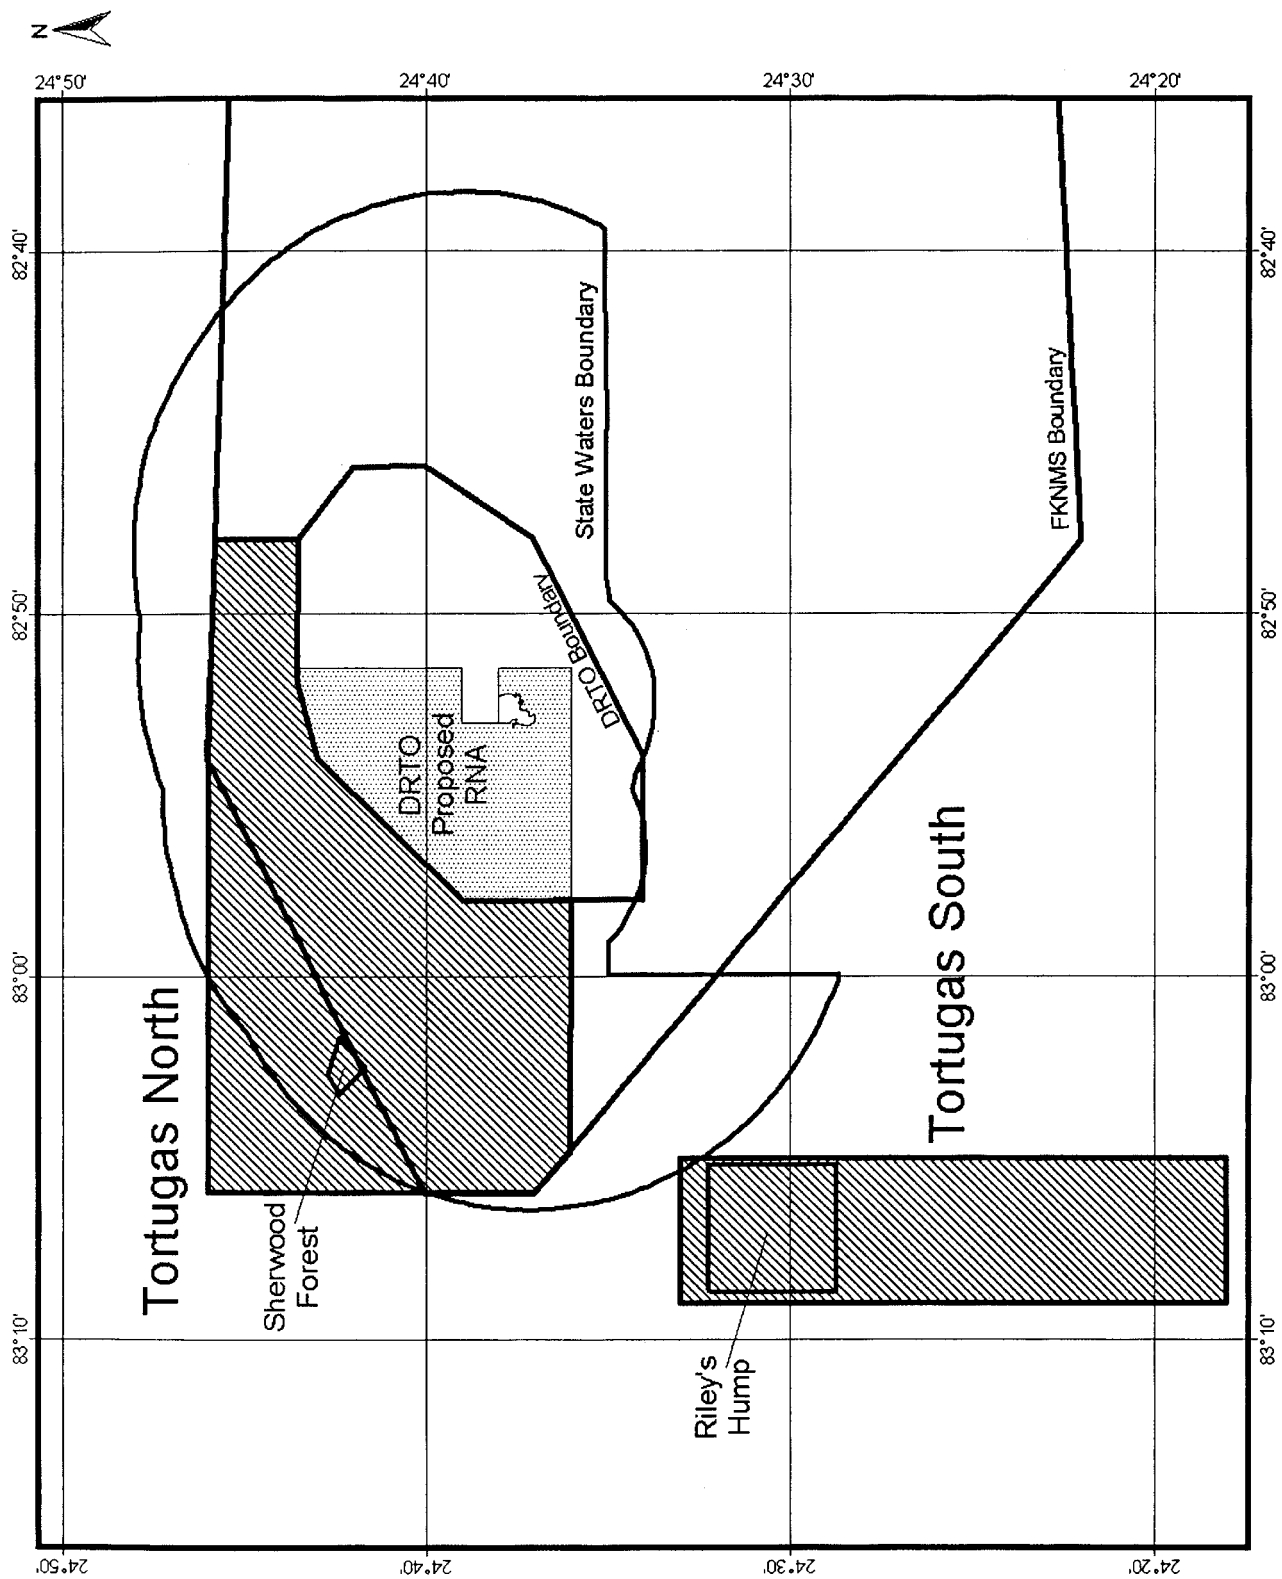 N
83°10'
83°00'
82°50'
82°40'
24°50'
24°50'
Tortugas North
Sherwood
Forest
DRTO
Proposed
RNA
24°40'
24°40'
DRTO Boundary
State Waters Boundary
Riley's
Hump
24°30'
24°30'
Tortugas South
FKNMS Boundary
24°20'
24°20'
83°10'
83°00'
82°50'
82°40'